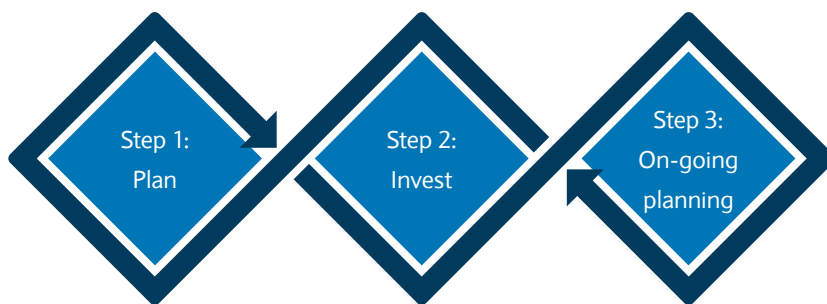 Step 1:
Plan
Step 2:
Invest
Step 3:
On-going
planning